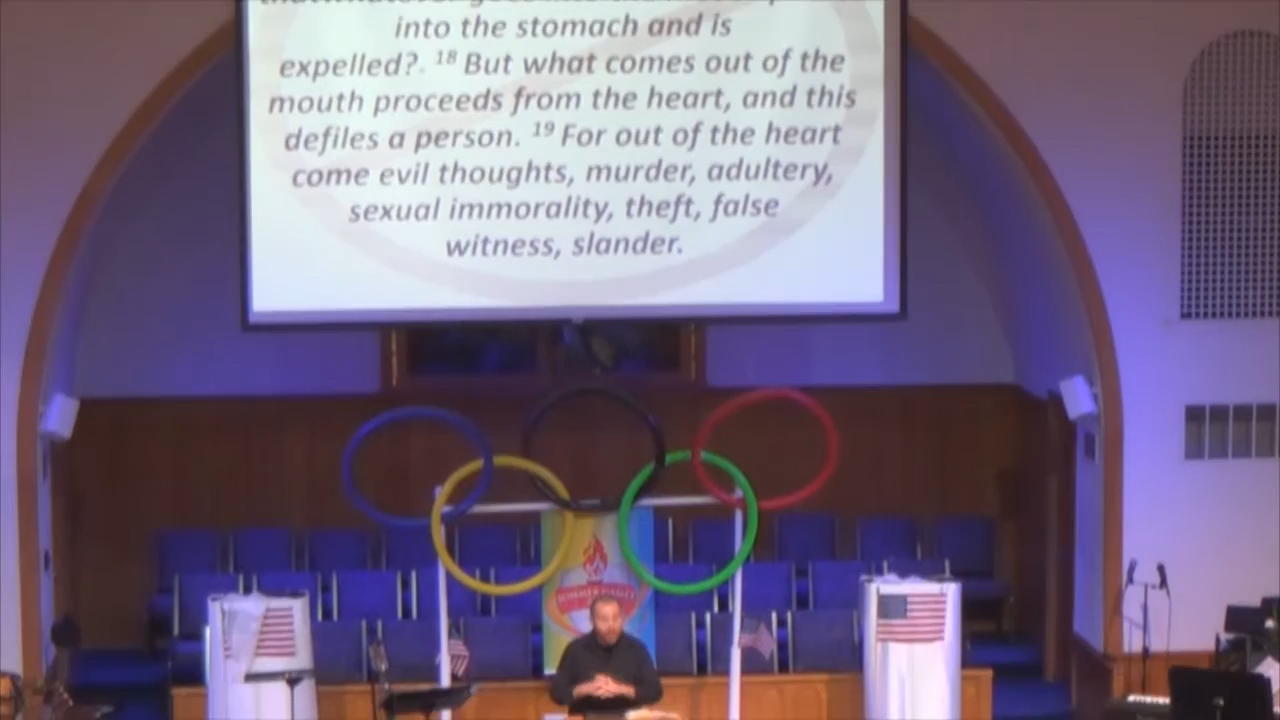 into the stomach and is
expelled?. 18 But what comes out of the
mouth proceeds from the heart, and this
defiles a person. 19 For out of the heart
come evil thoughts, murder, adultery,
sexual immorality, theft, false
witness, slander.